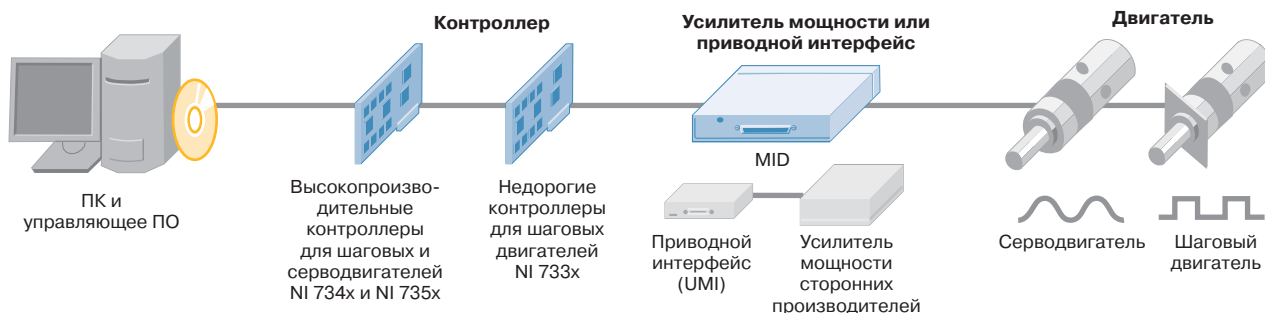 Контроллер
Усилитель мощности или
приводной интерфейс
Двигатель
ПК и
управляющее ПО
Высокопроизво-
дительные
контроллеры
для шаговых и
серводвигателей
NI 734x и NI 735x
Недорогие
контроллеры
для шаговых
двигателей
NI 733x
MID
Приводной
интерфейс
(UMI)
Усилитель
мощности
сторонних
производителей
Серводвигатель
Шаговый
двигатель